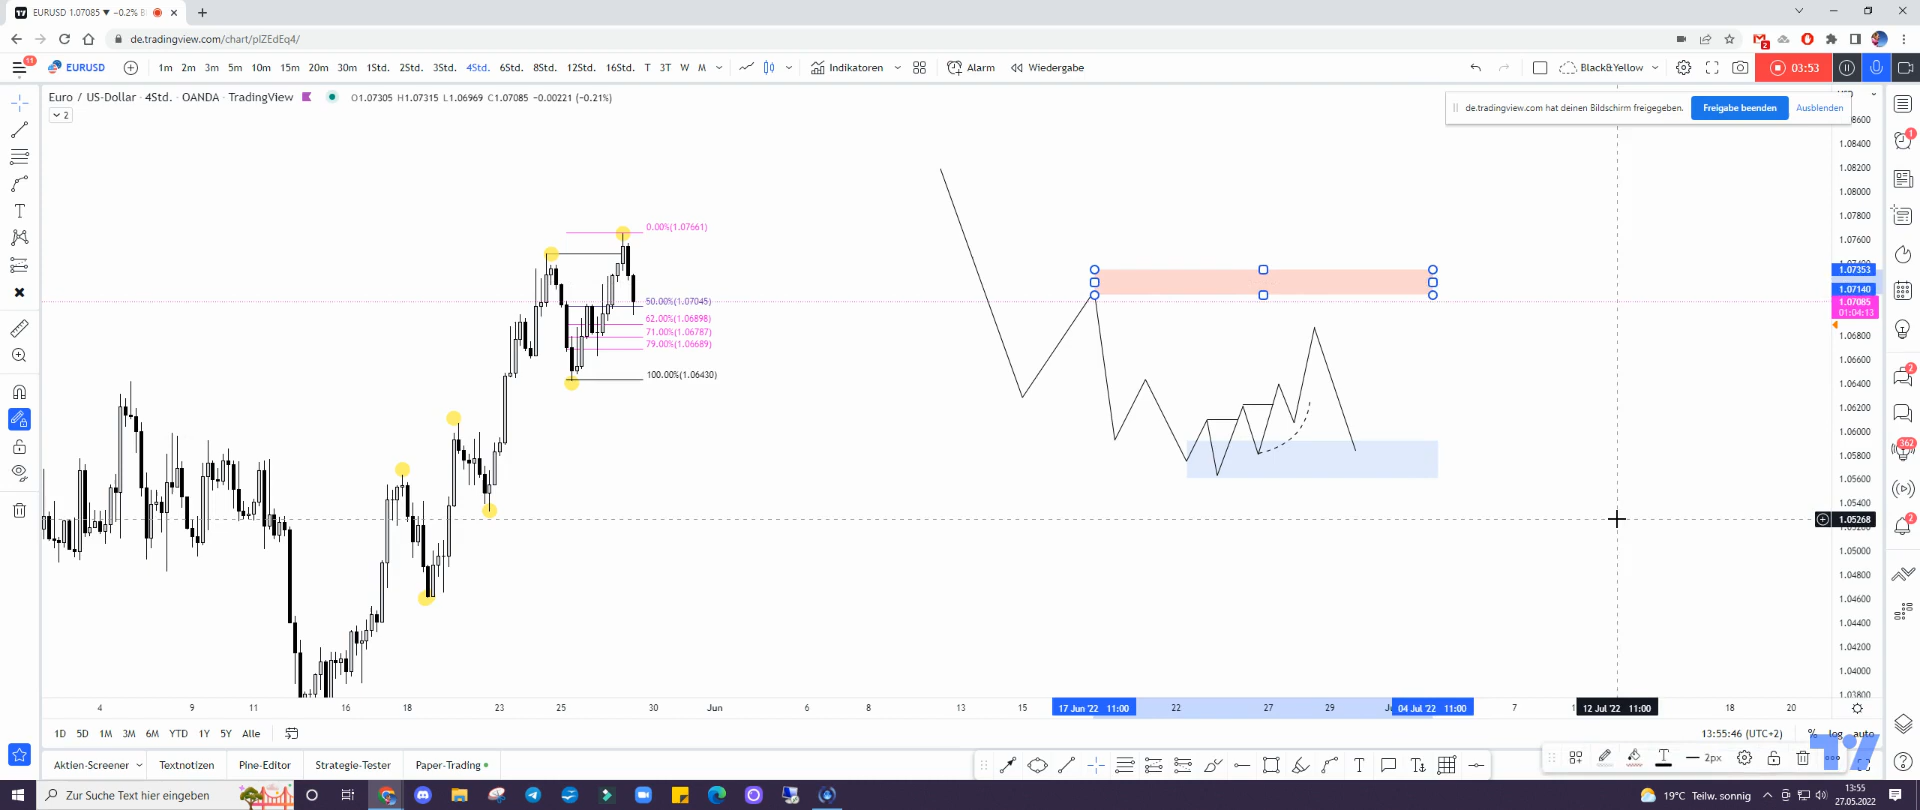 EURUSD 1.07085 ▼ −0.2% B
de.tradingview.com/chart/plZEdEq4/
11
EURUSD
1m 2m 3m 5m 10m 15m 20m 30m 1Std. 2Std. 3Std. 4Std. 6Std. 8Std. 12Std. 16Std. T 3T W M
Indikatoren
Alarm
Wiedergabe
Black&Yellow
03:53
2
Euro / US-Dollar · 4Std. · OANDA · TradingView
O1.07305 H1.07315 L1.06969 C1.07085 −0.00221 (−0.21%)
2
de.tradingview.com hat deinen Bildschirm freigegeben.
Freigabe beenden
Ausblenden
1.08600
1.08400
1.08200
1.08000
1.07800
1.07600
1.07353
1.07140
1.07085
01:04:13
1.06800
1.06600
1.06400
1.06200
1.06000
1.05800
1.05600
1.05400
1.05268
1.05000
1.04800
1.04600
1.04400
1.04200
1.04000
1.03800
0.00%(1.07661)
50.00%(1.07045)
62.00%(1.06898)
71.00%(1.06787)
79.00%(1.06689)
100.00%(1.06430)
1
2
362
2
4 9 11 16 18 23 25 30 Jun 6 8 13 15 17 Jun '22 11:00 22 27 29 04 Jul '22 11:00 7 12 Jul '22 11:00 18 20
1D 5D 1M 3M 6M YTD 1Y 5Y Alle
13:55:46 (UTC+2)
% log auto
Aktien-Screener
Textnotizen
Pine-Editor
Strategie-Tester
Paper-Trading
2px
Zur Suche Text hier eingeben
19°C Teilw. sonnig
13:55
27.05.2022